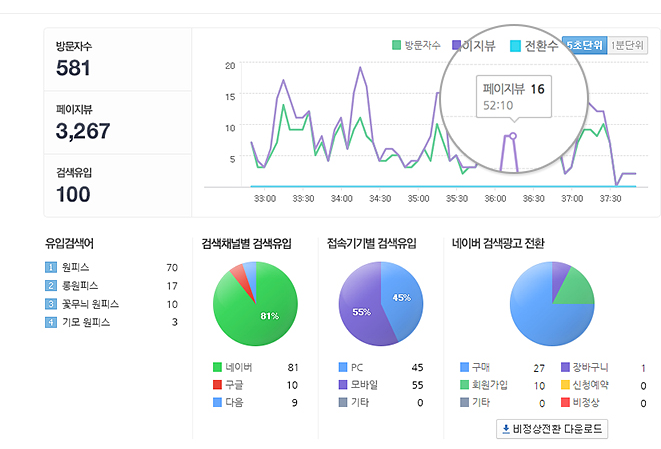 방문자수
581
페이지뷰
3,267
검색유입
100
방문자수 이지뷰 전환수 5초단위 1분단위
페이지뷰 16
52:10
20
15
10
5
33:00 33:30 34:00 34:30 35:00 35:30 36:00 36:30 37:00 37:30
유입검색어
1 원피스 70
2 롱원피스 17
3 꽃무늬 원피스 10
4 기모 원피스 3
검색채널별 검색유입
81%
네이버 81
구글 10
다음 9
접속기기별 검색유입
45%
55%
PC 45
모바일 55
기타 0
네이버 검색광고 전환
구매 27 장바구니 1
회원가입 10 신청예약 0
기타 0 비정상 0
비정상전환 다운로드